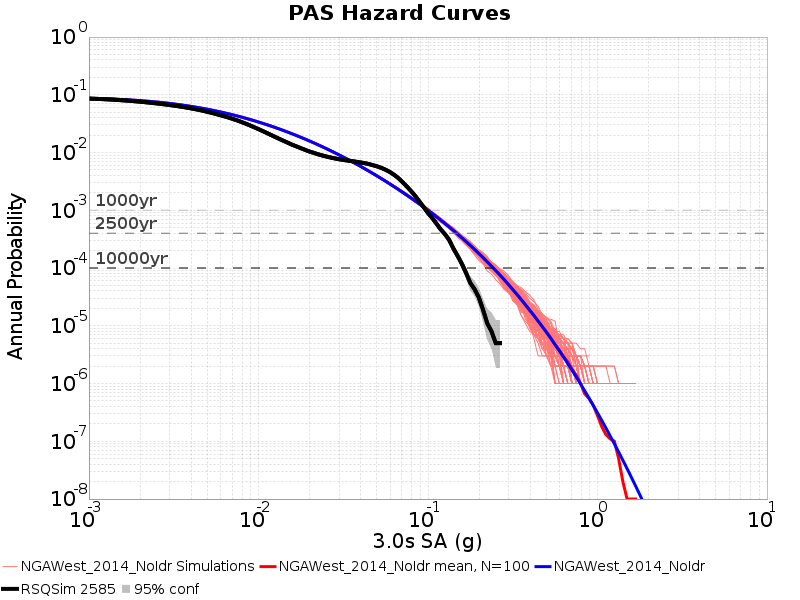 PAS Hazard Curves
10^0
10^-1
10^-2
10^-3
10^-4
10^-5
10^-6
10^-7
10^-8
Annual Probability
1000yr
2500yr
10000yr
10^-3 10^-2 10^-1 10^0 10^1
3.0s SA (g)
NGAWest_2014_NoIdr Simulations NGAWest_2014_NoIdr mean, N=100 NGAWest_2014_NoIdr
RSQSim 2585 95% conf